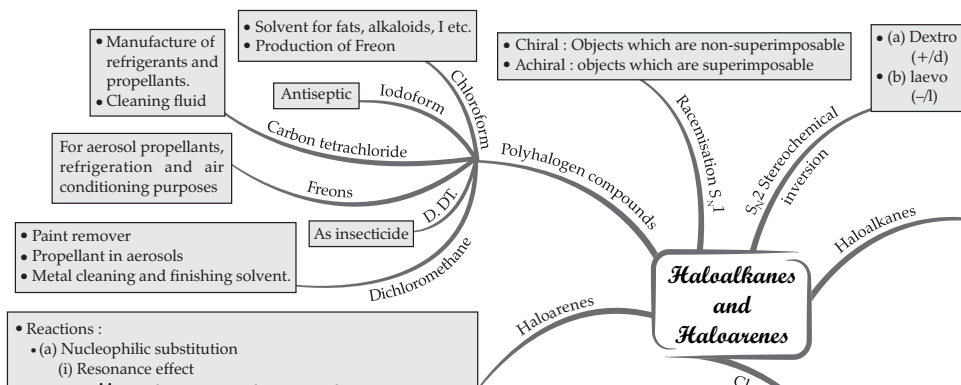 • Solvent for fats, alkaloids, I etc.
• Production of Freon
• Manufacture of
refrigerants and
propellants.
• Cleaning fluid
Antiseptic
For aerosol propellants,
refrigeration and air
conditioning purposes
As insecticide
• Paint remover
• Propellant in aerosols
• Metal cleaning and finishing solvent.
Chloroform
Iodoform
Carbon tetrachloride
Freons
D. DT.
Dichloromethane
Polyhalogen compounds
• Chiral : Objects which are non-superimposable
• Achiral : objects which are superimposable
Racemisation SN1
• (a) Dextro
(+/d)
• (b) laevo
(–/l)
SN2 Stereochemical
inversion
Haloalkanes
Haloalkanes
and
Haloarenes
Haloarenes
• Reactions :
• (a) Nucleophilic substitution
(i) Resonance effect